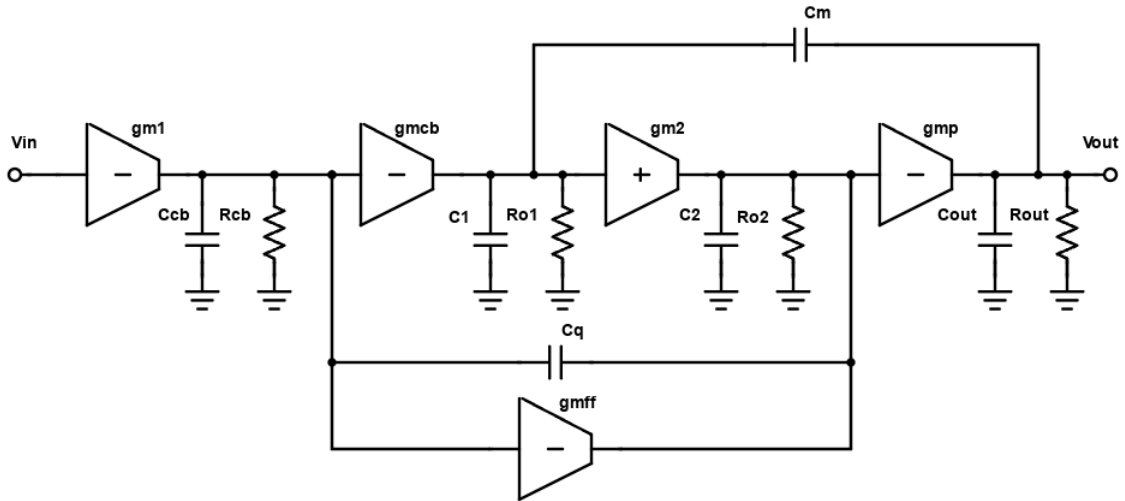 Cm
gm1
gmcb
gm2
gmp
Vin
Vout
−
−
+
−
Ccb
Rcb
C1
Ro1
C2
Ro2
Cout
Rout
Cq
gmff
−